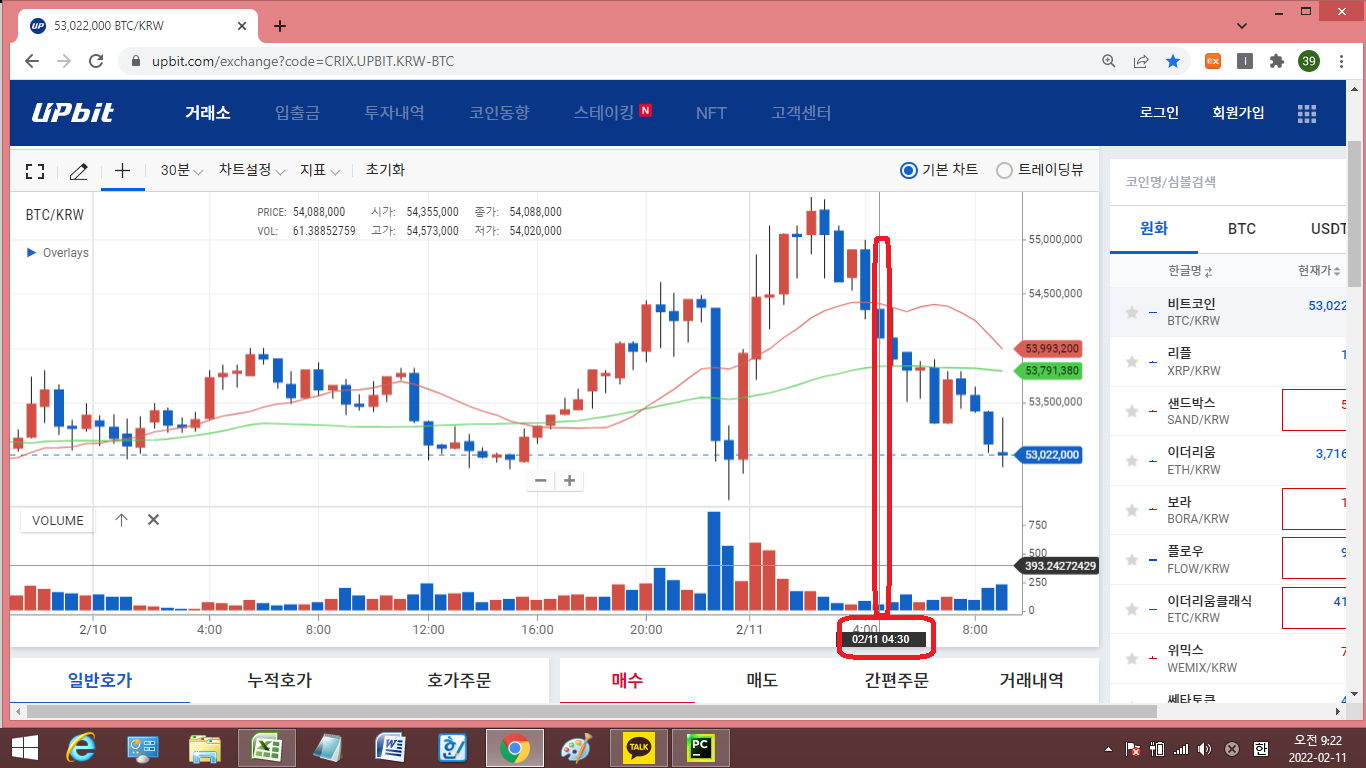 53,022,000 BTC/KRW
upbit.com/exchange?code=CRIX.UPBIT.KRW-BTC
39
UPbit
거래소
입출금
투자내역
코인동향
스테이킹 N
NFT
고객센터
로그인
회원가입
30분
차트설정
지표
초기화
기본 차트
트레이딩뷰
BTC/KRW
PRICE: 54,088,000 시가: 54,355,000 종가: 54,088,000
VOL: 61.38852759 고가: 54,573,000 저가: 54,020,000
Overlays
55,000,000
54,500,000
53,993,200
53,791,380
53,500,000
53,022,000
VOLUME
750
500
393.24272429
250
0
2/10 4:00 8:00 12:00 16:00 20:00 2/11 4:00 8:00
02/11 04:30
일반호가
누적호가
호가주문
매수
매도
간편주문
거래내역
코인명/심볼검색
원화 BTC USDT
한글명 현재가
비트코인 53,022
BTC/KRW
리플 1
XRP/KRW
샌드박스 5
SAND/KRW
이더리움 3,716
ETH/KRW
보라 1
BORA/KRW
플로우 9
FLOW/KRW
이더리움클래식 41
ETC/KRW
위믹스 7
WEMIX/KRW
쎄타토큰 4
TALK
PC
한
오전 9:22
2022-02-11